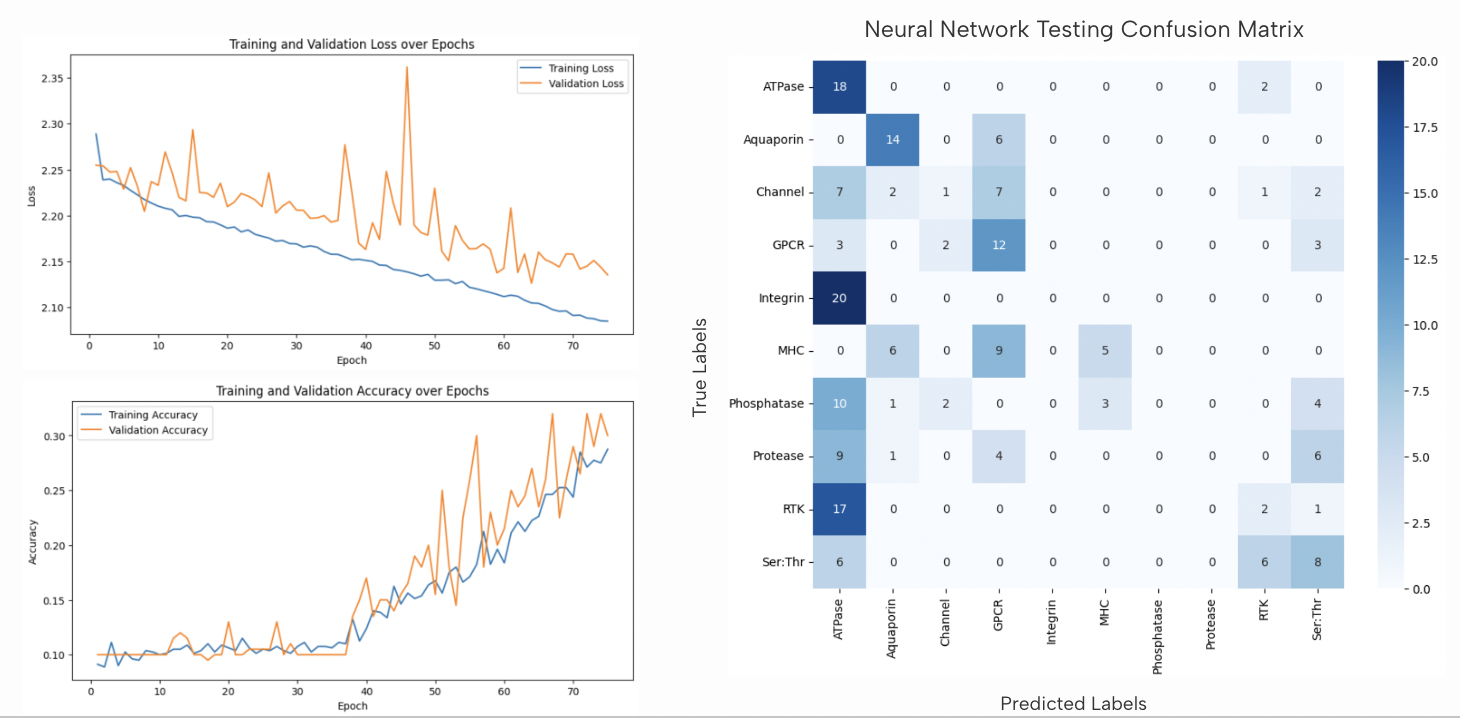 Training and Validation Loss over Epochs
Training Loss
Validation Loss
Loss
2.35
2.30
2.25
2.20
2.15
2.10
0 10 20 30 40 50 60 70
Epoch
Training and Validation Accuracy over Epochs
Training Accuracy
Validation Accuracy
Accuracy
0.30
0.25
0.20
0.15
0.10
0 10 20 30 40 50 60 70
Epoch
Neural Network Testing Confusion Matrix
True Labels
ATPase 18 0 0 0 0 0 0 0 2 0
Aquaporin 0 14 0 6 0 0 0 0 0 0
Channel 7 2 1 7 0 0 0 0 1 2
GPCR 3 0 2 12 0 0 0 0 0 3
Integrin 20 0 0 0 0 0 0 0 0 0
MHC 0 6 0 9 0 5 0 0 0 0
Phosphatase 10 1 2 0 0 3 0 0 0 4
Protease 9 1 0 4 0 0 0 0 0 6
RTK 17 0 0 0 0 0 0 0 2 1
Ser:Thr 6 0 0 0 0 0 0 0 6 8
ATPase Aquaporin Channel GPCR Integrin MHC Phosphatase Protease RTK Ser:Thr
Predicted Labels
20.0
17.5
15.0
12.5
10.0
7.5
5.0
2.5
0.0